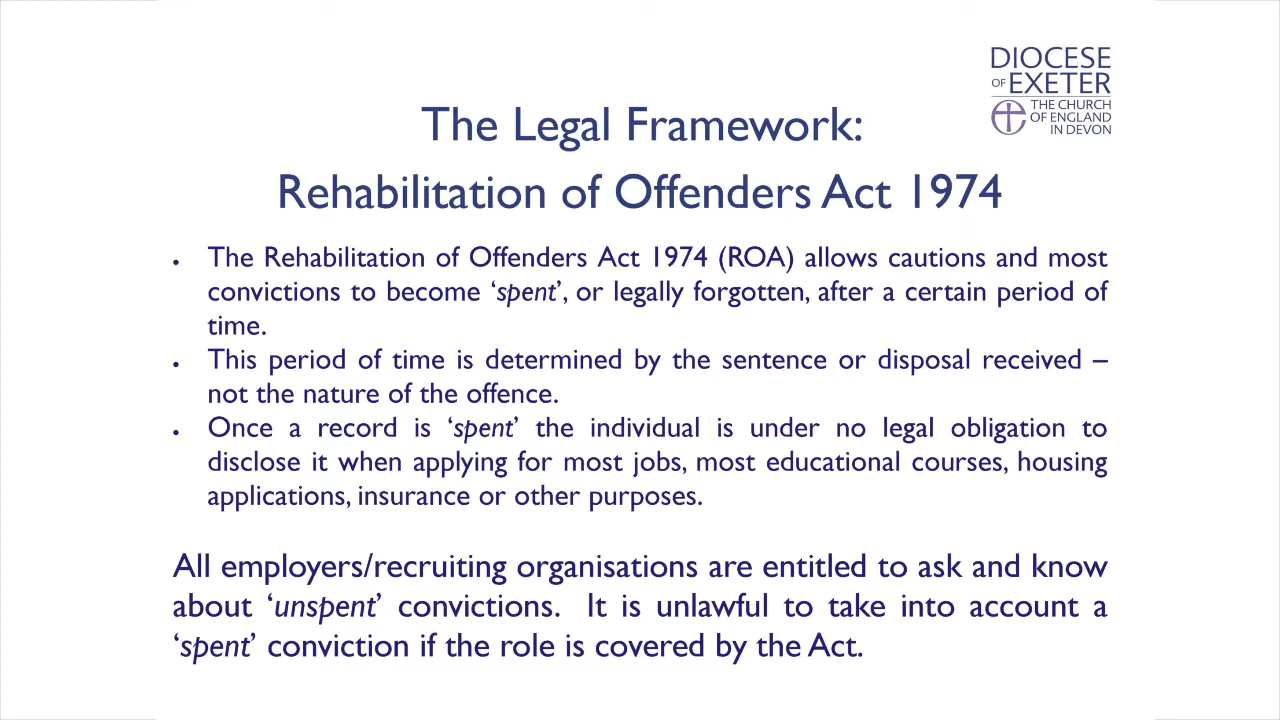 DIOCESE
OF EXETER
THE CHURCH
OF ENGLAND
IN DEVON
The Legal Framework:
Rehabilitation of Offenders Act 1974
• The Rehabilitation of Offenders Act 1974 (ROA) allows cautions and most
convictions to become ‘spent’, or legally forgotten, after a certain period of
time.
• This period of time is determined by the sentence or disposal received –
not the nature of the offence.
• Once a record is ‘spent’ the individual is under no legal obligation to
disclose it when applying for most jobs, most educational courses, housing
applications, insurance or other purposes.
All employers/recruiting organisations are entitled to ask and know
about ‘unspent’ convictions. It is unlawful to take into account a
‘spent’ conviction if the role is covered by the Act.